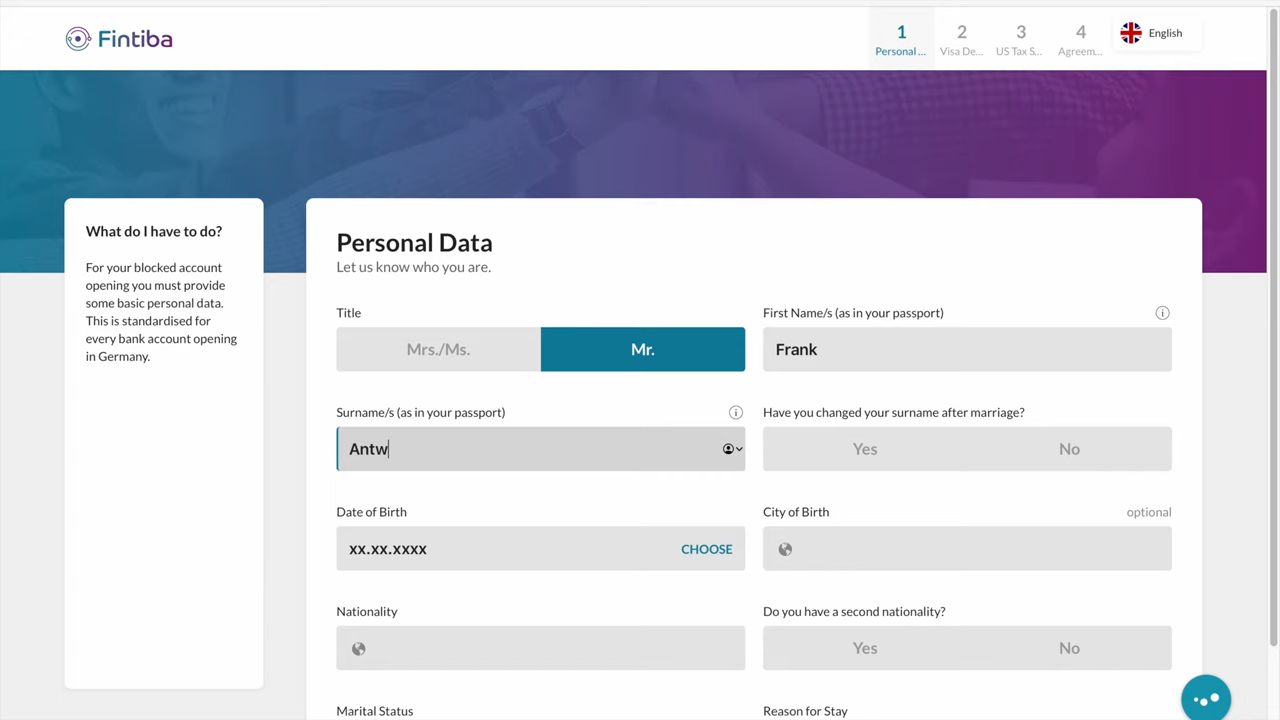 Fintiba
1
Personal ...
2
Visa De...
3
US Tax S...
4
Agreem...
English
What do I have to do?
For your blocked account
opening you must provide
some basic personal data.
This is standardised for
every bank account opening
in Germany.
Personal Data
Let us know who you are.
Title
Mrs./Ms.
Mr.
First Name/s (as in your passport)
Frank
Surname/s (as in your passport)
Antw
Have you changed your surname after marriage?
Yes
No
Date of Birth
xx.xx.xxxx
CHOOSE
City of Birth
optional
Nationality
Do you have a second nationality?
Yes
No
Marital Status
Reason for Stay